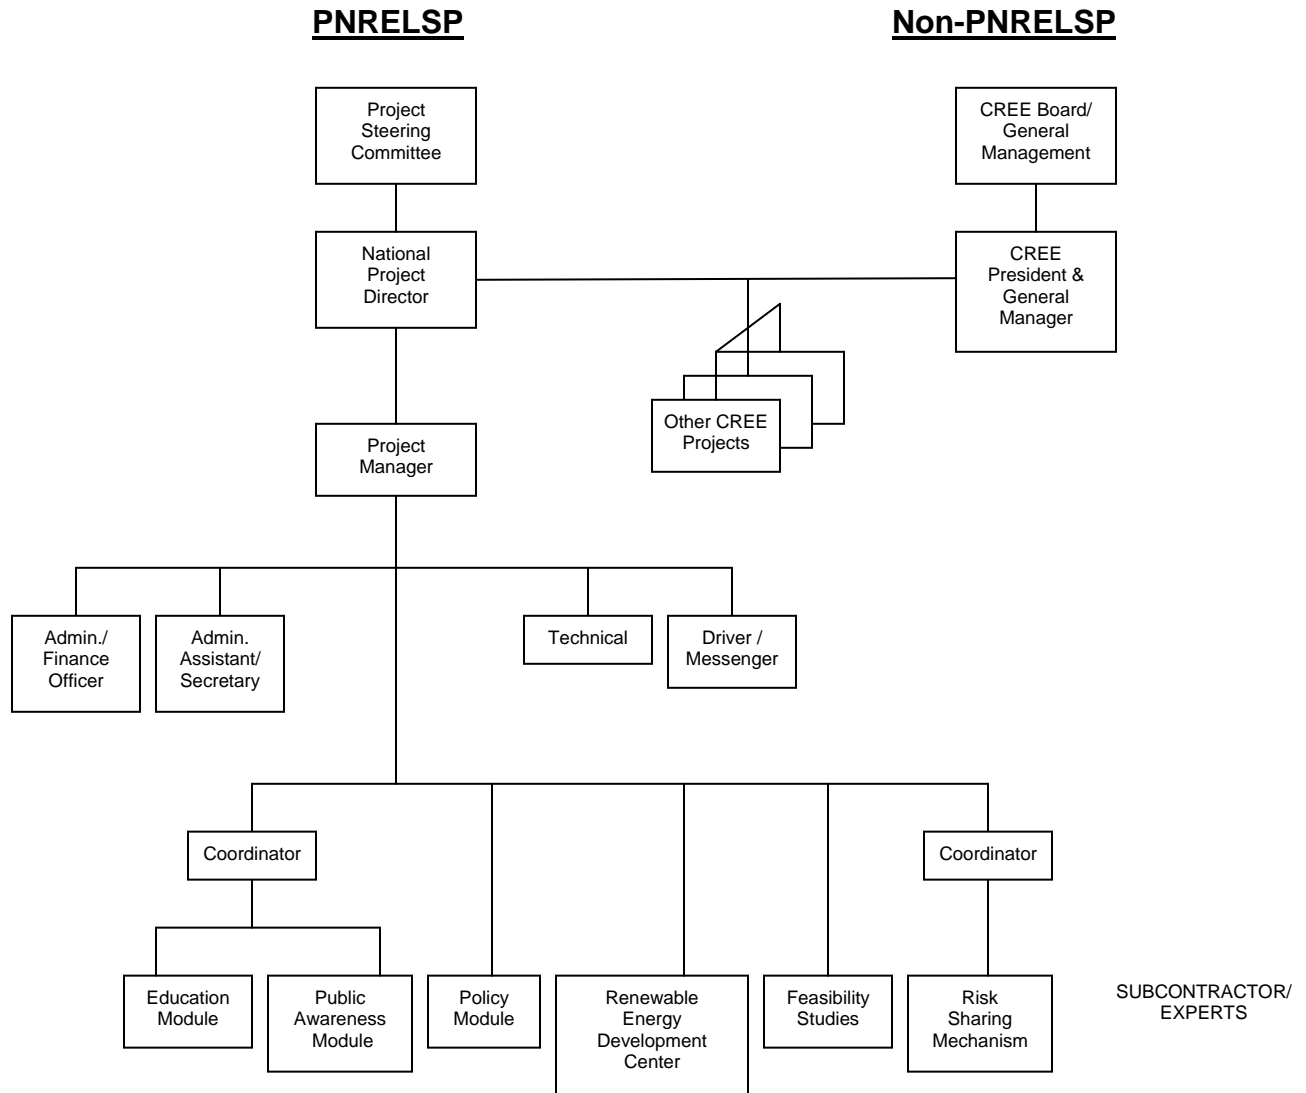 PNRELSP
Non-PNRELSP
Project
Steering
Committee
CREE Board/
General
Management
National
Project
Director
CREE
President &
General
Manager
Other CREE
Projects
Project
Manager
Admin./
Finance
Officer
Admin.
Assistant/
Secretary
Technical
Driver /
Messenger
Coordinator
Coordinator
Education
Module
Public
Awareness
Module
Policy
Module
Renewable
Energy
Development
Center
Feasibility
Studies
Risk
Sharing
Mechanism
SUBCONTRACTOR/
EXPERTS